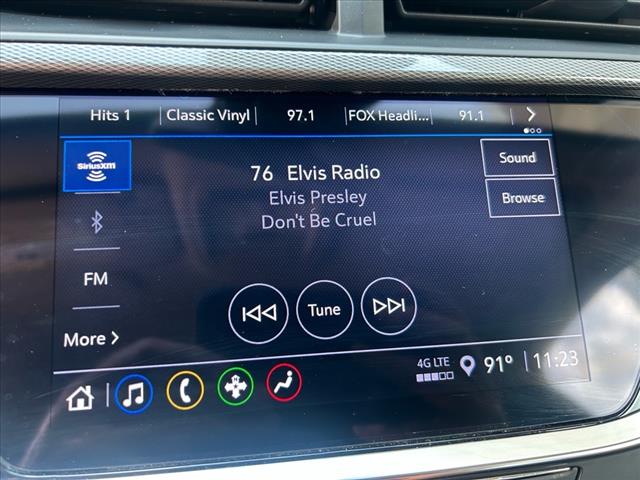 Hits 1 Classic Vinyl 97.1 FOX Headli... 91.1
SiriusXM
76 Elvis Radio
Elvis Presley
Don't Be Cruel
Sound
Browse
FM
Tune
More
4G LTE
91° 11:23